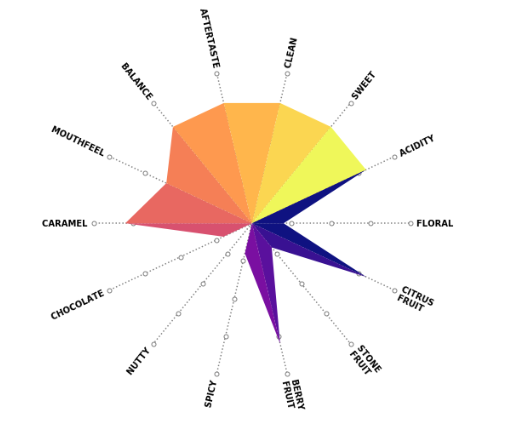 AFTERTASTE
CLEAN
SWEET
ACIDITY
FLORAL
CITRUS
FRUIT
STONE
FRUIT
BERRY
FRUIT
SPICY
NUTTY
CHOCOLATE
CARAMEL
MOUTHFEEL
BALANCE